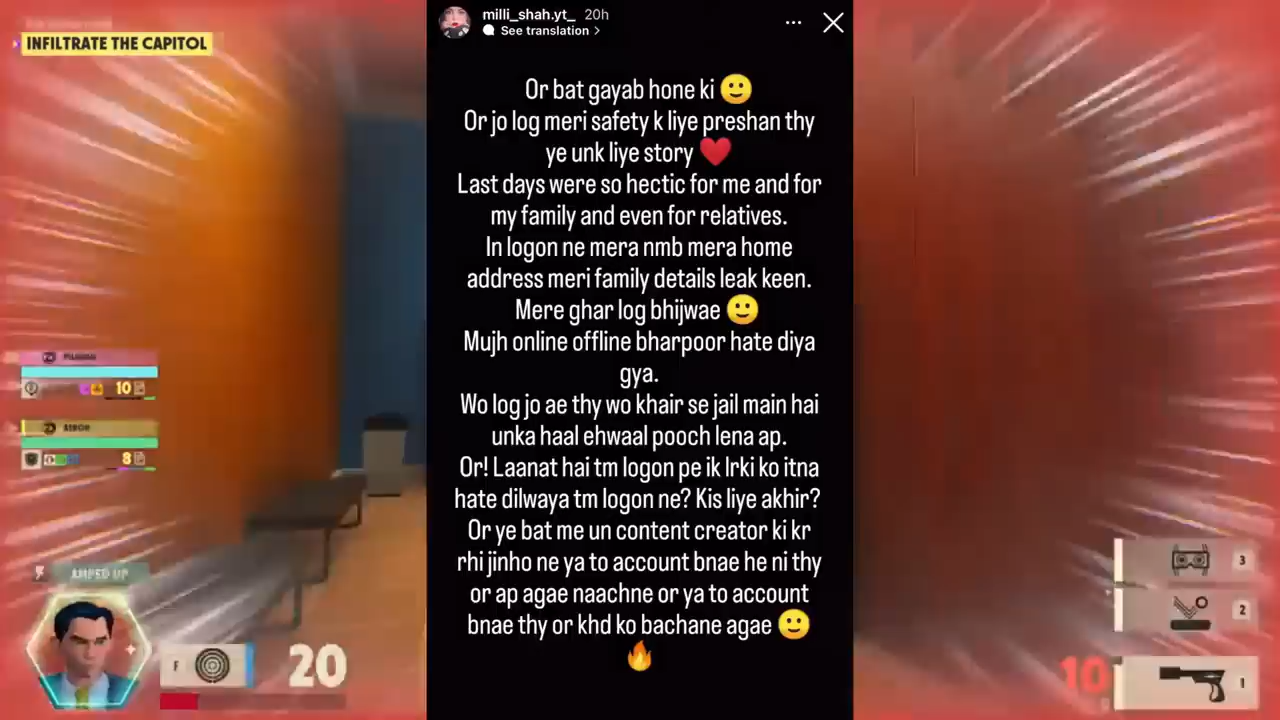 INFILTRATE THE CAPITOL
milli_shah.yt_ 20h
See translation >
Or bat gayab hone ki 🙂
Or jo log meri safety k liye preshan thy
ye unk liye story ❤️
Last days were so hectic for me and for
my family and even for relatives.
In logon ne mera nmb mera home
address meri family details leak keen.
Mere ghar log bhijwae 🙂
Mujh online offline bharpoor hate diya
gya.
Wo log jo ae thy wo khair se jail main hai
unka haal ehwaal pooch lena ap.
Or! Laanat hai tm logon pe ik lrki ko itna
hate dilwaya tm logon ne? Kis liye akhir?
Or ye bat me un content creator ki kr
rhi jinho ne ya to account bnae he ni thy
or ap agae naachne or ya to account
bnae thy or khd ko bachane agae 🙂
🔥
10
8
AMPED UP
F
20
3
2
10
1